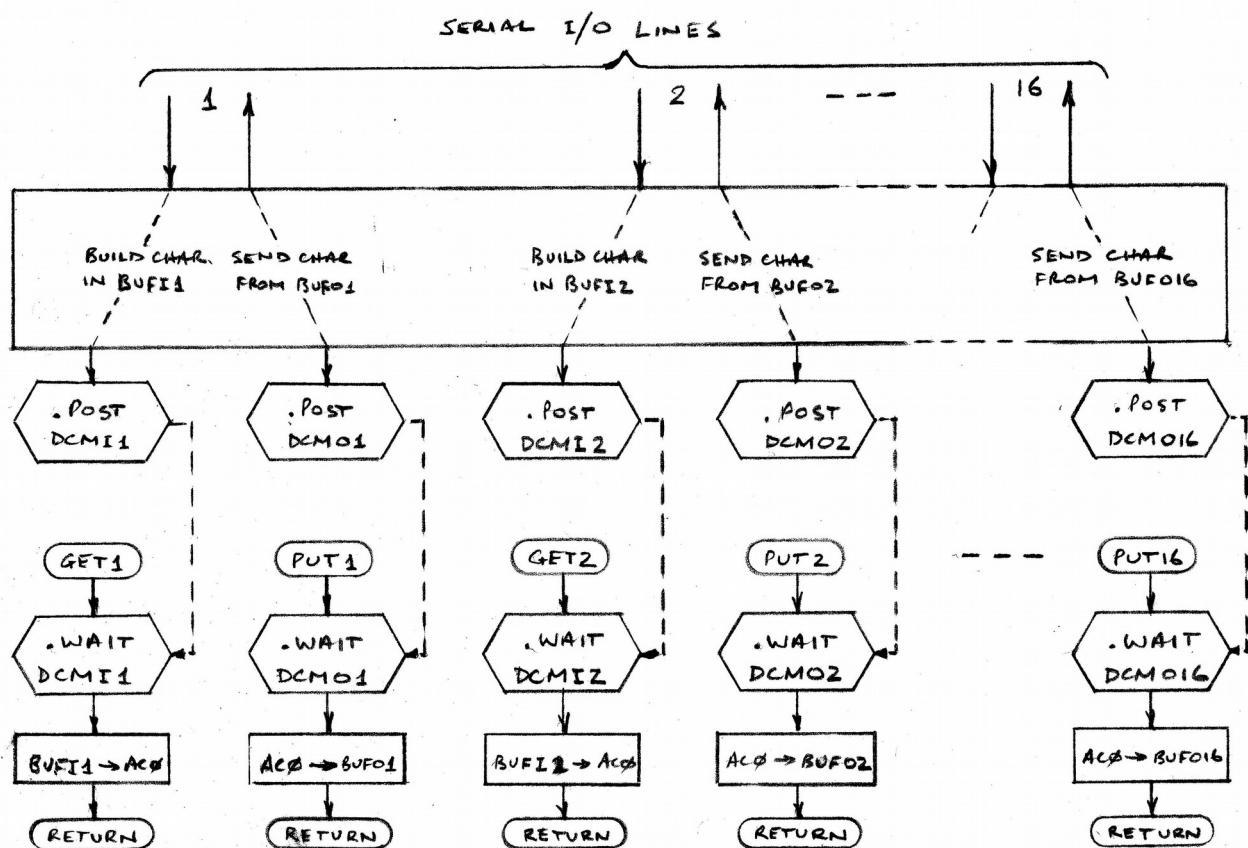 SERIAL I/O LINES
1 2 --- 16
BUILD CHAR. SEND CHAR BUILD CHAR SEND CHAR SEND CHAR
IN BUFI1 FROM BUFO1 IN BUFI2 FROM BUFO2 FROM BUFO16
.POST .POST .POST .POST .POST
DCMI1 DCMO1 DCMI2 DCMO2 DCMO16
GET1 PUT1 GET2 PUT2 --- PUT16
.WAIT .WAIT .WAIT .WAIT .WAIT
DCMI1 DCMO1 DCMI2 DCMO2 DCMO16
BUFI1 → ACØ ACØ → BUFO1 BUFI2 → ACØ ACØ → BUFO2 ACØ → BUFO16
RETURN RETURN RETURN RETURN RETURN